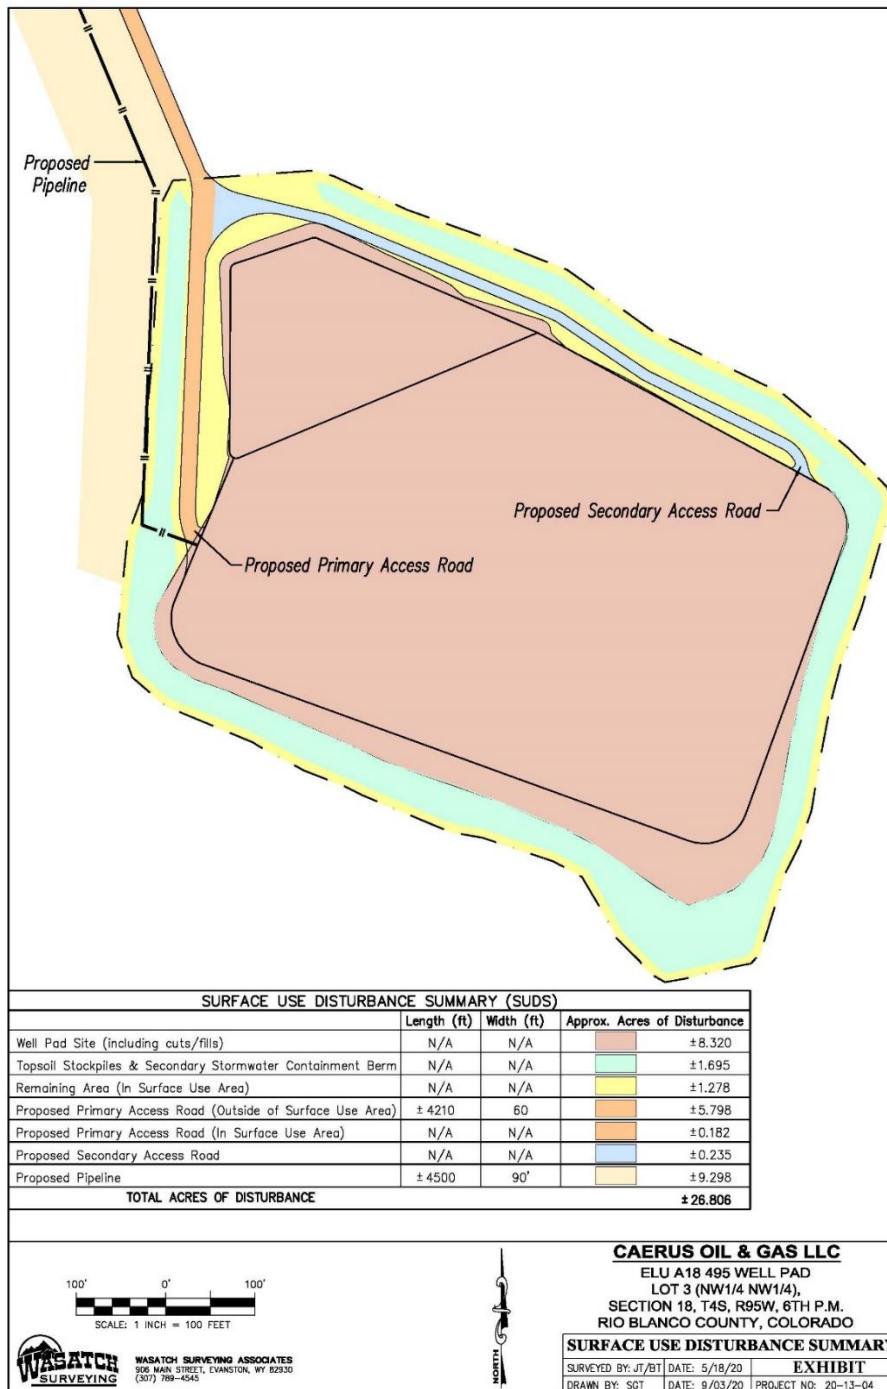 Proposed
Pipeline
Proposed Secondary Access Road
Proposed Primary Access Road
SURFACE USE DISTURBANCE SUMMARY (SUDS)
Length (ft) Width (ft) Approx. Acres of Disturbance
Well Pad Site (including cuts/fills) N/A N/A ±8.320
Topsoil Stockpiles & Secondary Stormwater Containment Berm N/A N/A ±1.695
Remaining Area (In Surface Use Area) N/A N/A ±1.278
Proposed Primary Access Road (Outside of Surface Use Area) ± 4210 60 ±5.798
Proposed Primary Access Road (In Surface Use Area) N/A N/A ±0.182
Proposed Secondary Access Road N/A N/A ±0.235
Proposed Pipeline ± 4500 90' ±9.298
TOTAL ACRES OF DISTURBANCE ± 26.806
100' 0' 100'
SCALE: 1 INCH = 100 FEET
WASATCH
SURVEYING
WASATCH SURVEYING ASSOCIATES
906 MAIN STREET, EVANSTON, WY 82930
(307) 789-4545
NORTH
CAERUS OIL & GAS LLC
ELU A18 495 WELL PAD
LOT 3 (NW1/4 NW1/4),
SECTION 18, T4S, R95W, 6TH P.M.
RIO BLANCO COUNTY, COLORADO
SURFACE USE DISTURBANCE SUMMARY
SURVEYED BY: JT/BT DATE: 5/18/20 EXHIBIT
DRAWN BY: SGT DATE: 9/03/20 PROJECT NO: 20-13-04